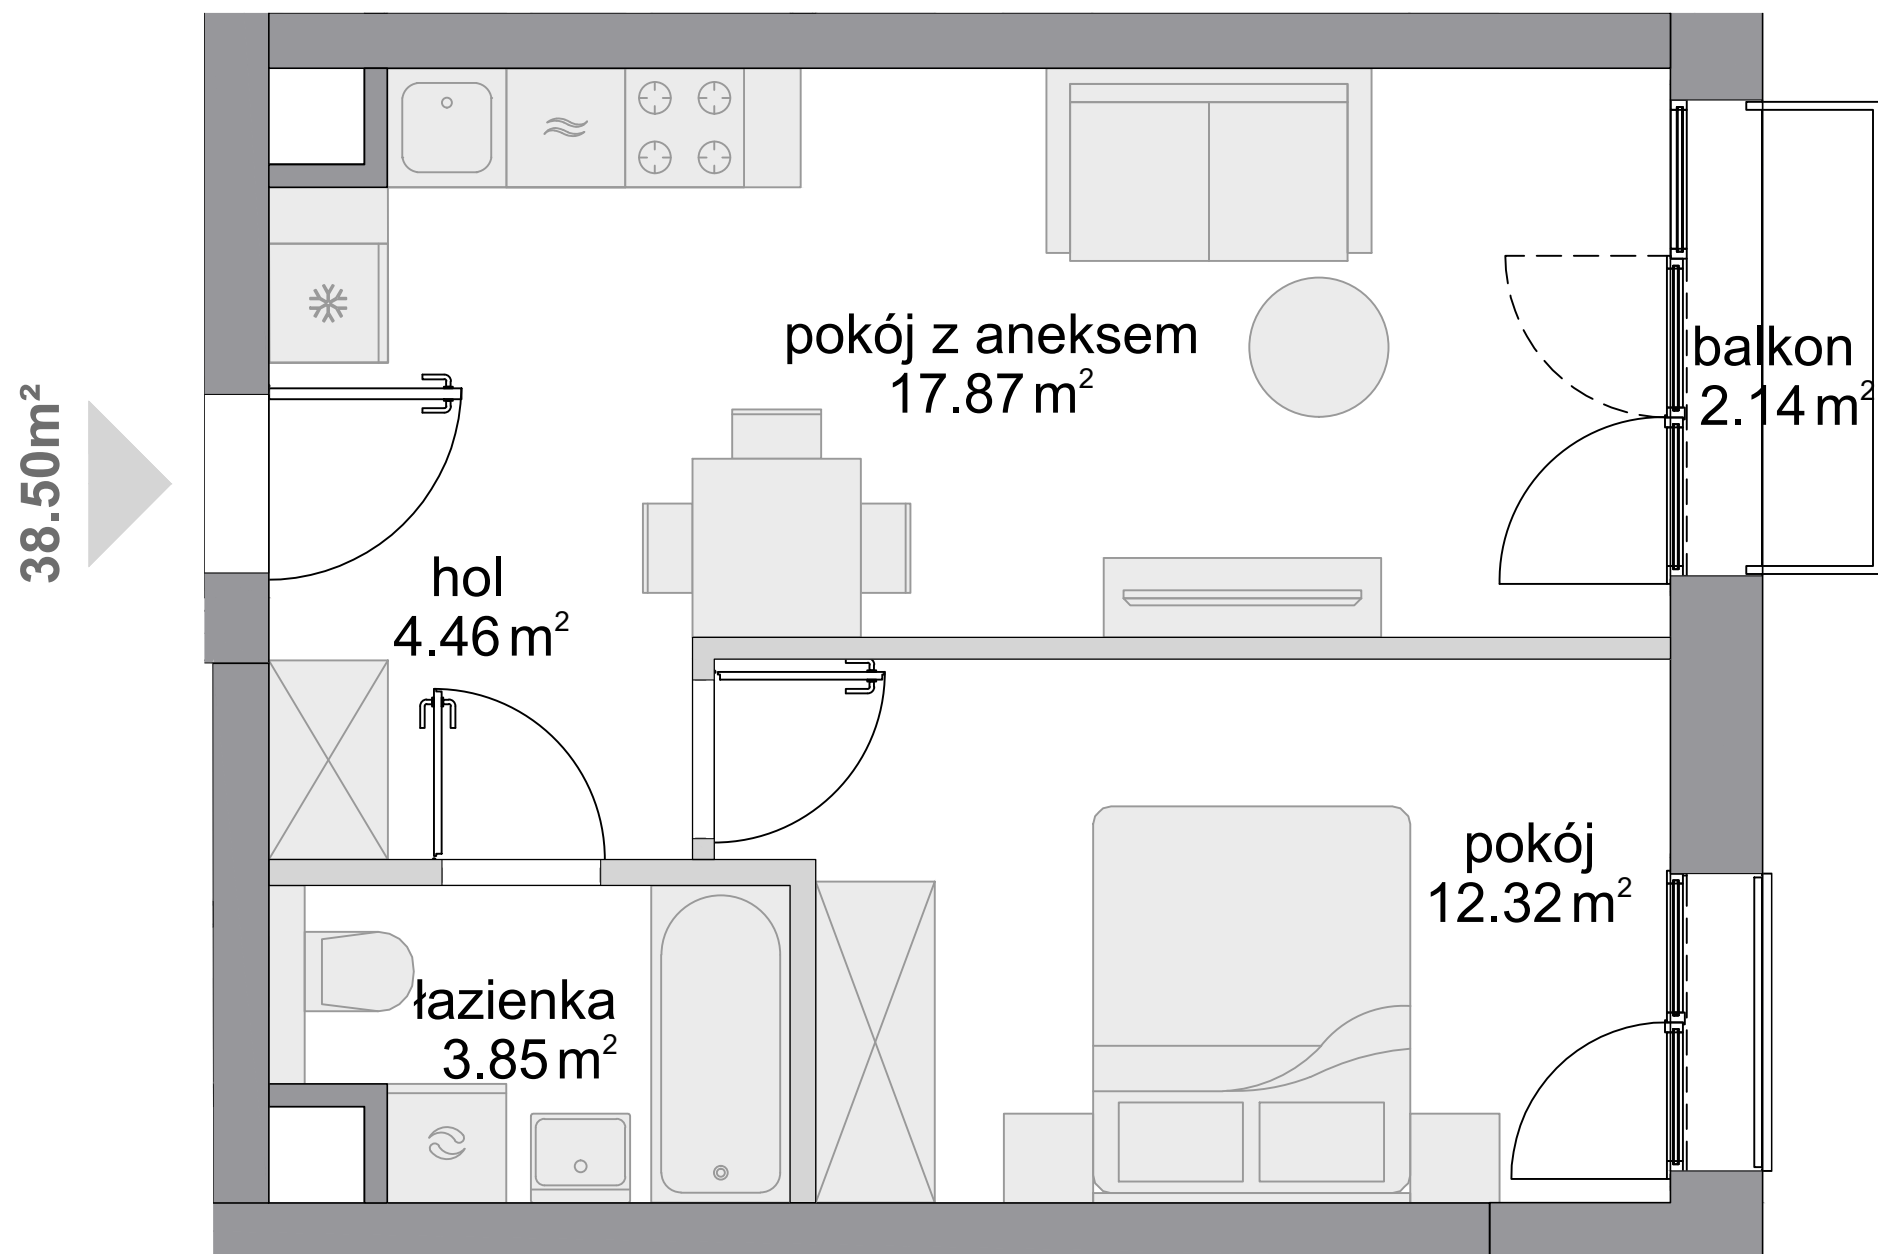 38.50m²
pokój z aneksem
17.87 m²
balkon
2.14 m²
hol
4.46 m²
pokój
12.32 m²
łazienka
3.85 m²